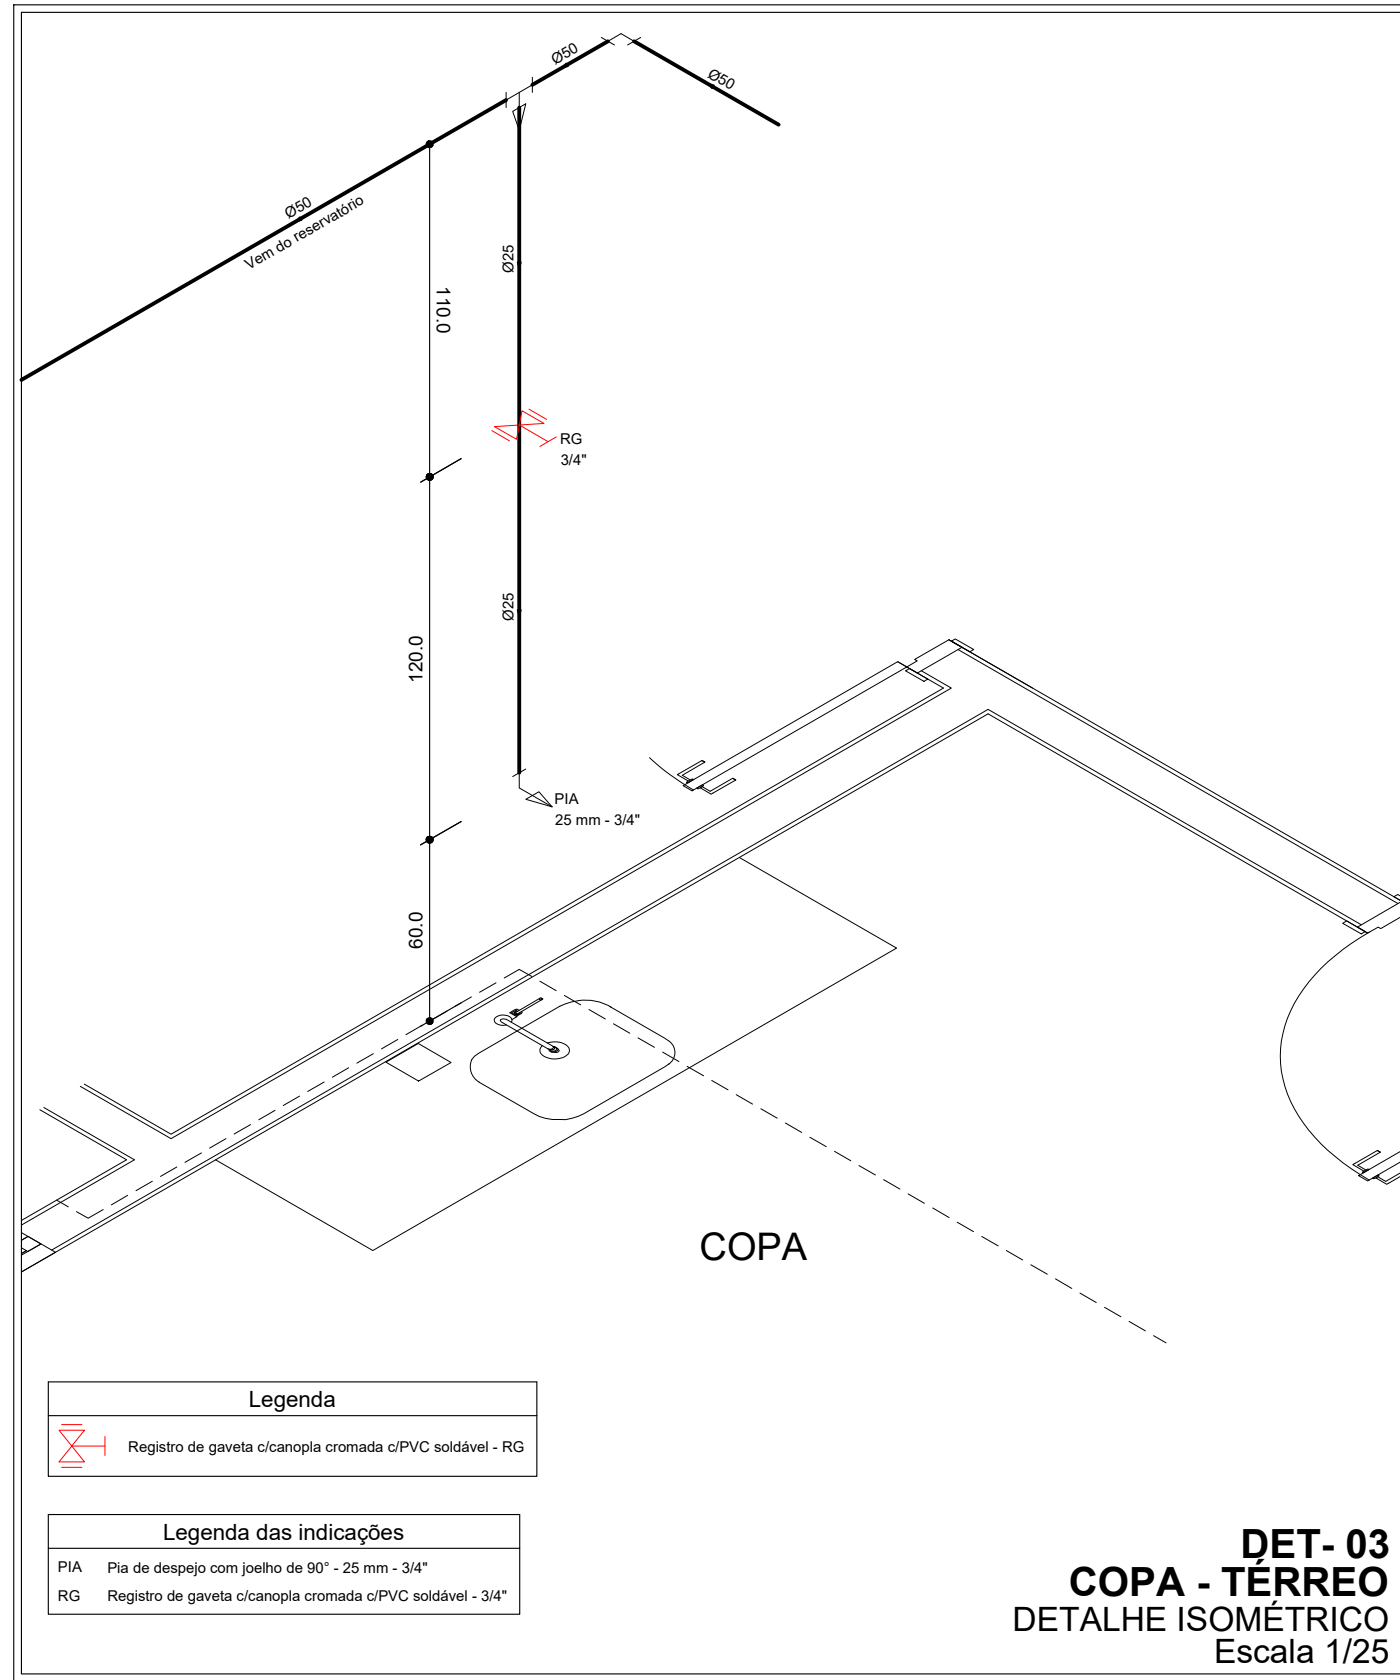 Ø50
Ø50
Ø50
Vem do reservatório
Ø25
110.0
RG
3/4"
Ø25
120.0
PIA
25 mm - 3/4"
60.0
COPA
Legenda
Registro de gaveta c/canopla cromada c/PVC soldável - RG
Legenda das indicações
PIA Pia de despejo com joelho de 90° - 25 mm - 3/4"
RG Registro de gaveta c/canopla cromada c/PVC soldável - 3/4"
DET- 03
COPA - TÉRREO
DETALHE ISOMÉTRICO
Escala 1/25